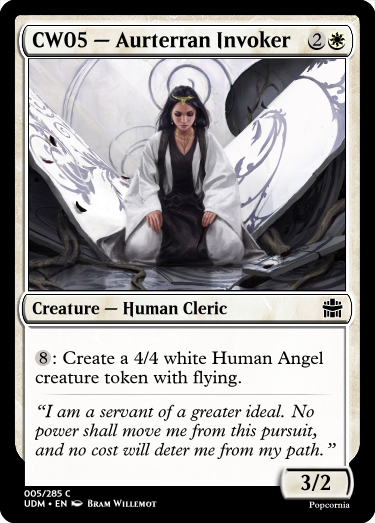 CW05 — Aurterran Invoker 2
Creature — Human Cleric
8: Create a 4/4 white Human Angel
creature token with flying.
“I am a servant of a greater ideal. No
power shall move me from this pursuit,
and no cost will deter me from my path.”
3/2
005/285 C
UDM • EN Bram Willemot
Popcornia